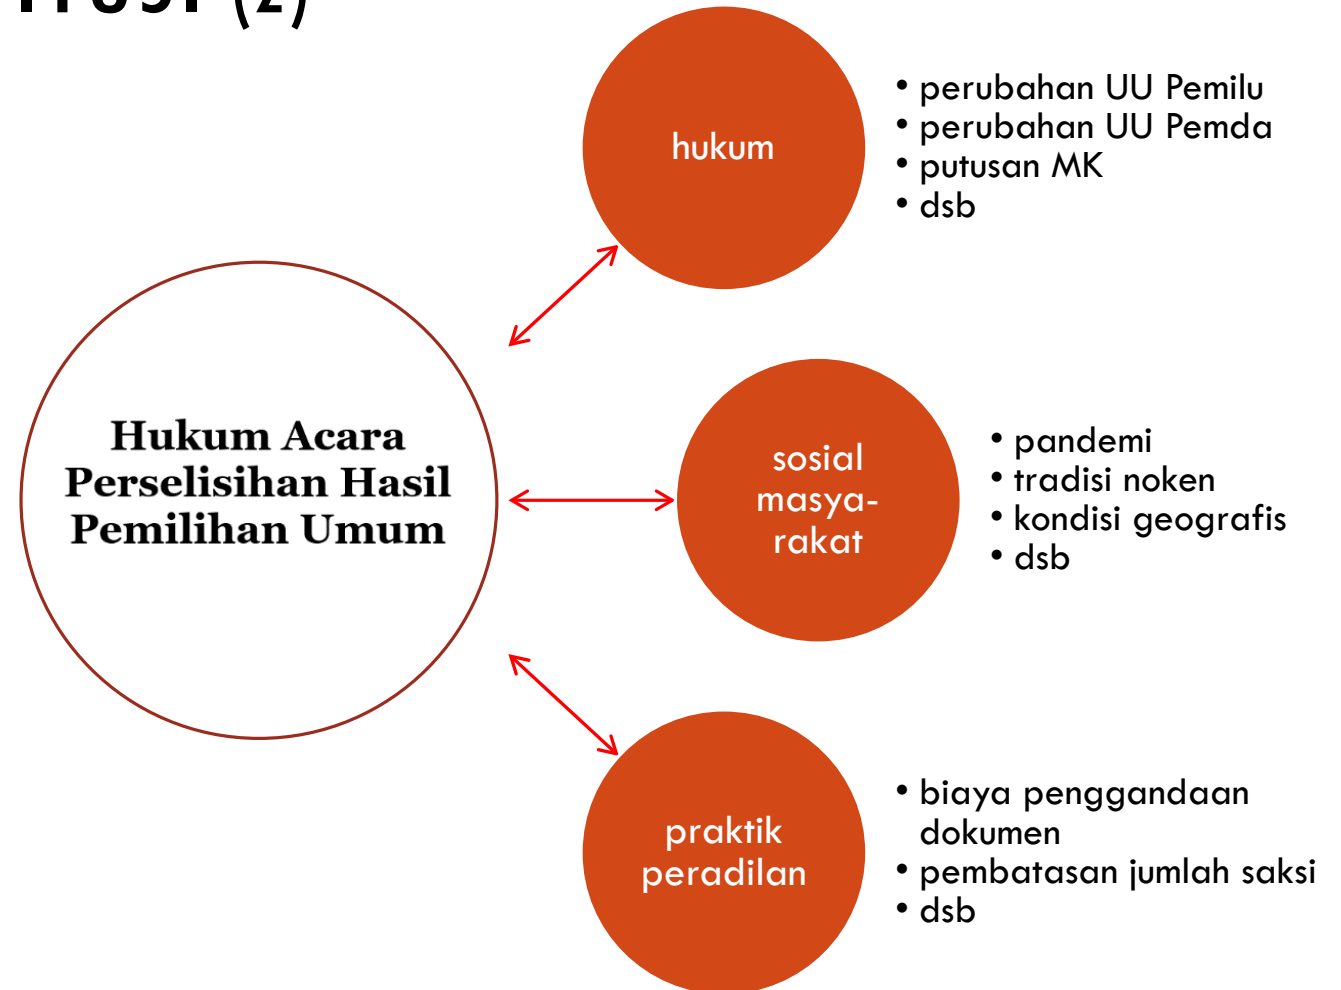 (2)
hukum
• perubahan UU Pemilu
• perubahan UU Pemda
• putusan MK
• dsb
Hukum Acara
Perselisihan Hasil
Pemilihan Umum
sosial
masya-
rakat
• pandemi
• tradisi noken
• kondisi geografis
• dsb
praktik
peradilan
• biaya penggandaan
dokumen
• pembatasan jumlah saksi
• dsb